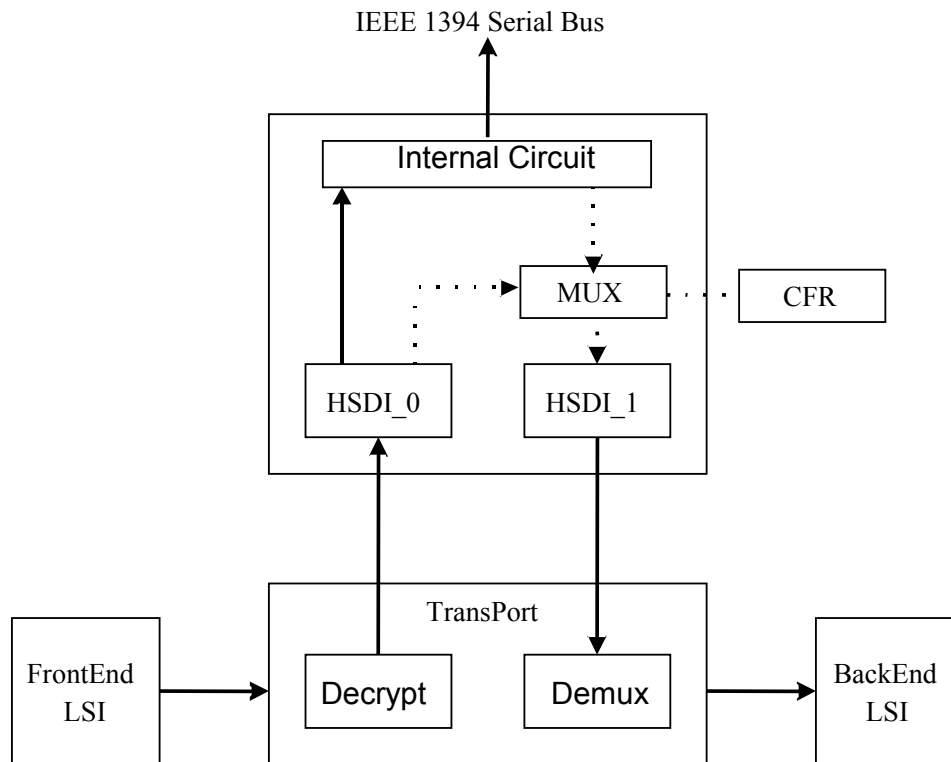 IEEE 1394 Serial Bus
Internal Circuit
MUX
CFR
HSDI_0
HSDI_1
TransPort
FrontEnd
LSI
Decrypt
Demux
BackEnd
LSI